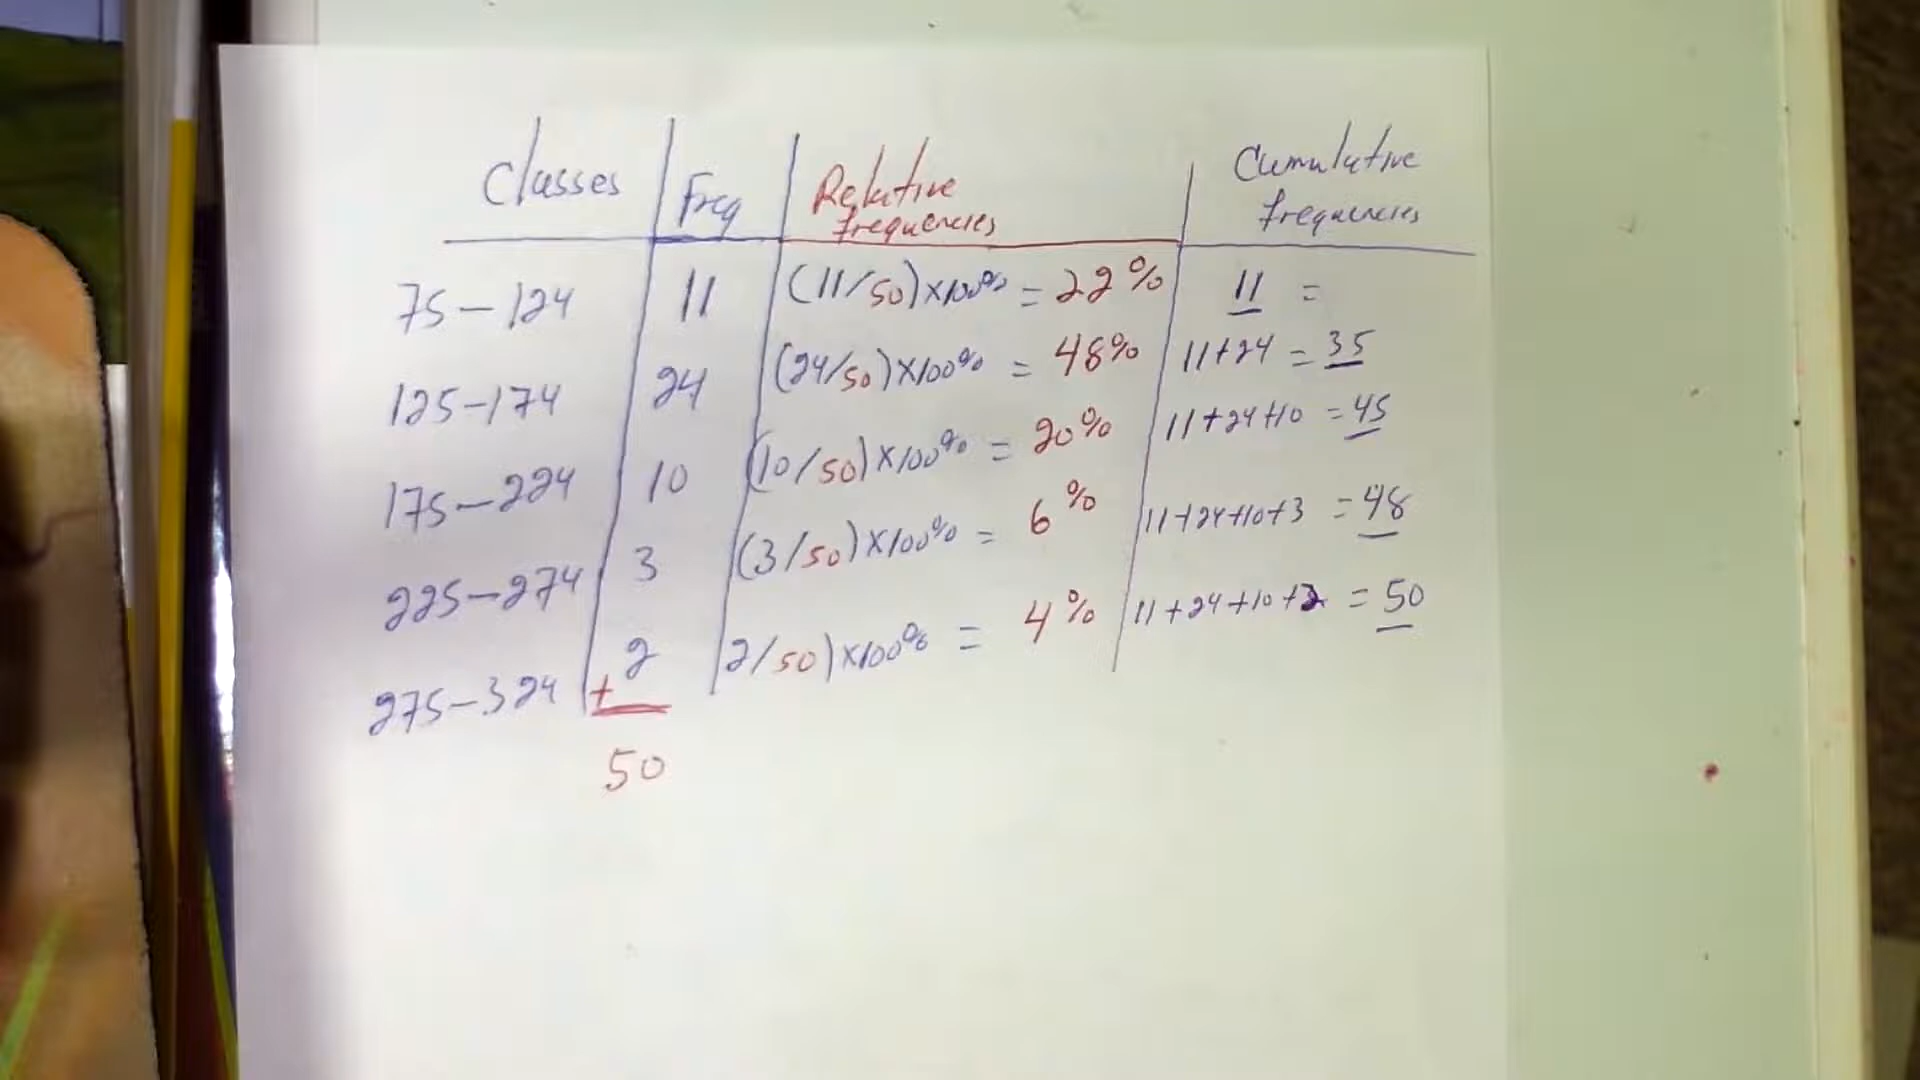 Classes Freq Relative frequencies Cumulative frequencies
75-124 11 (11/50)×100% = 22% 11 =
125-174 24 (24/50)×100% = 48% 11+24 = 35
175-224 10 (10/50)×100% = 20% 11+24+10 = 45
225-274 3 (3/50)×100% = 6% 11+24+10+3 = 48
275-324 + 2 2/50)×100% = 4% 11+24+10+2 = 50
50